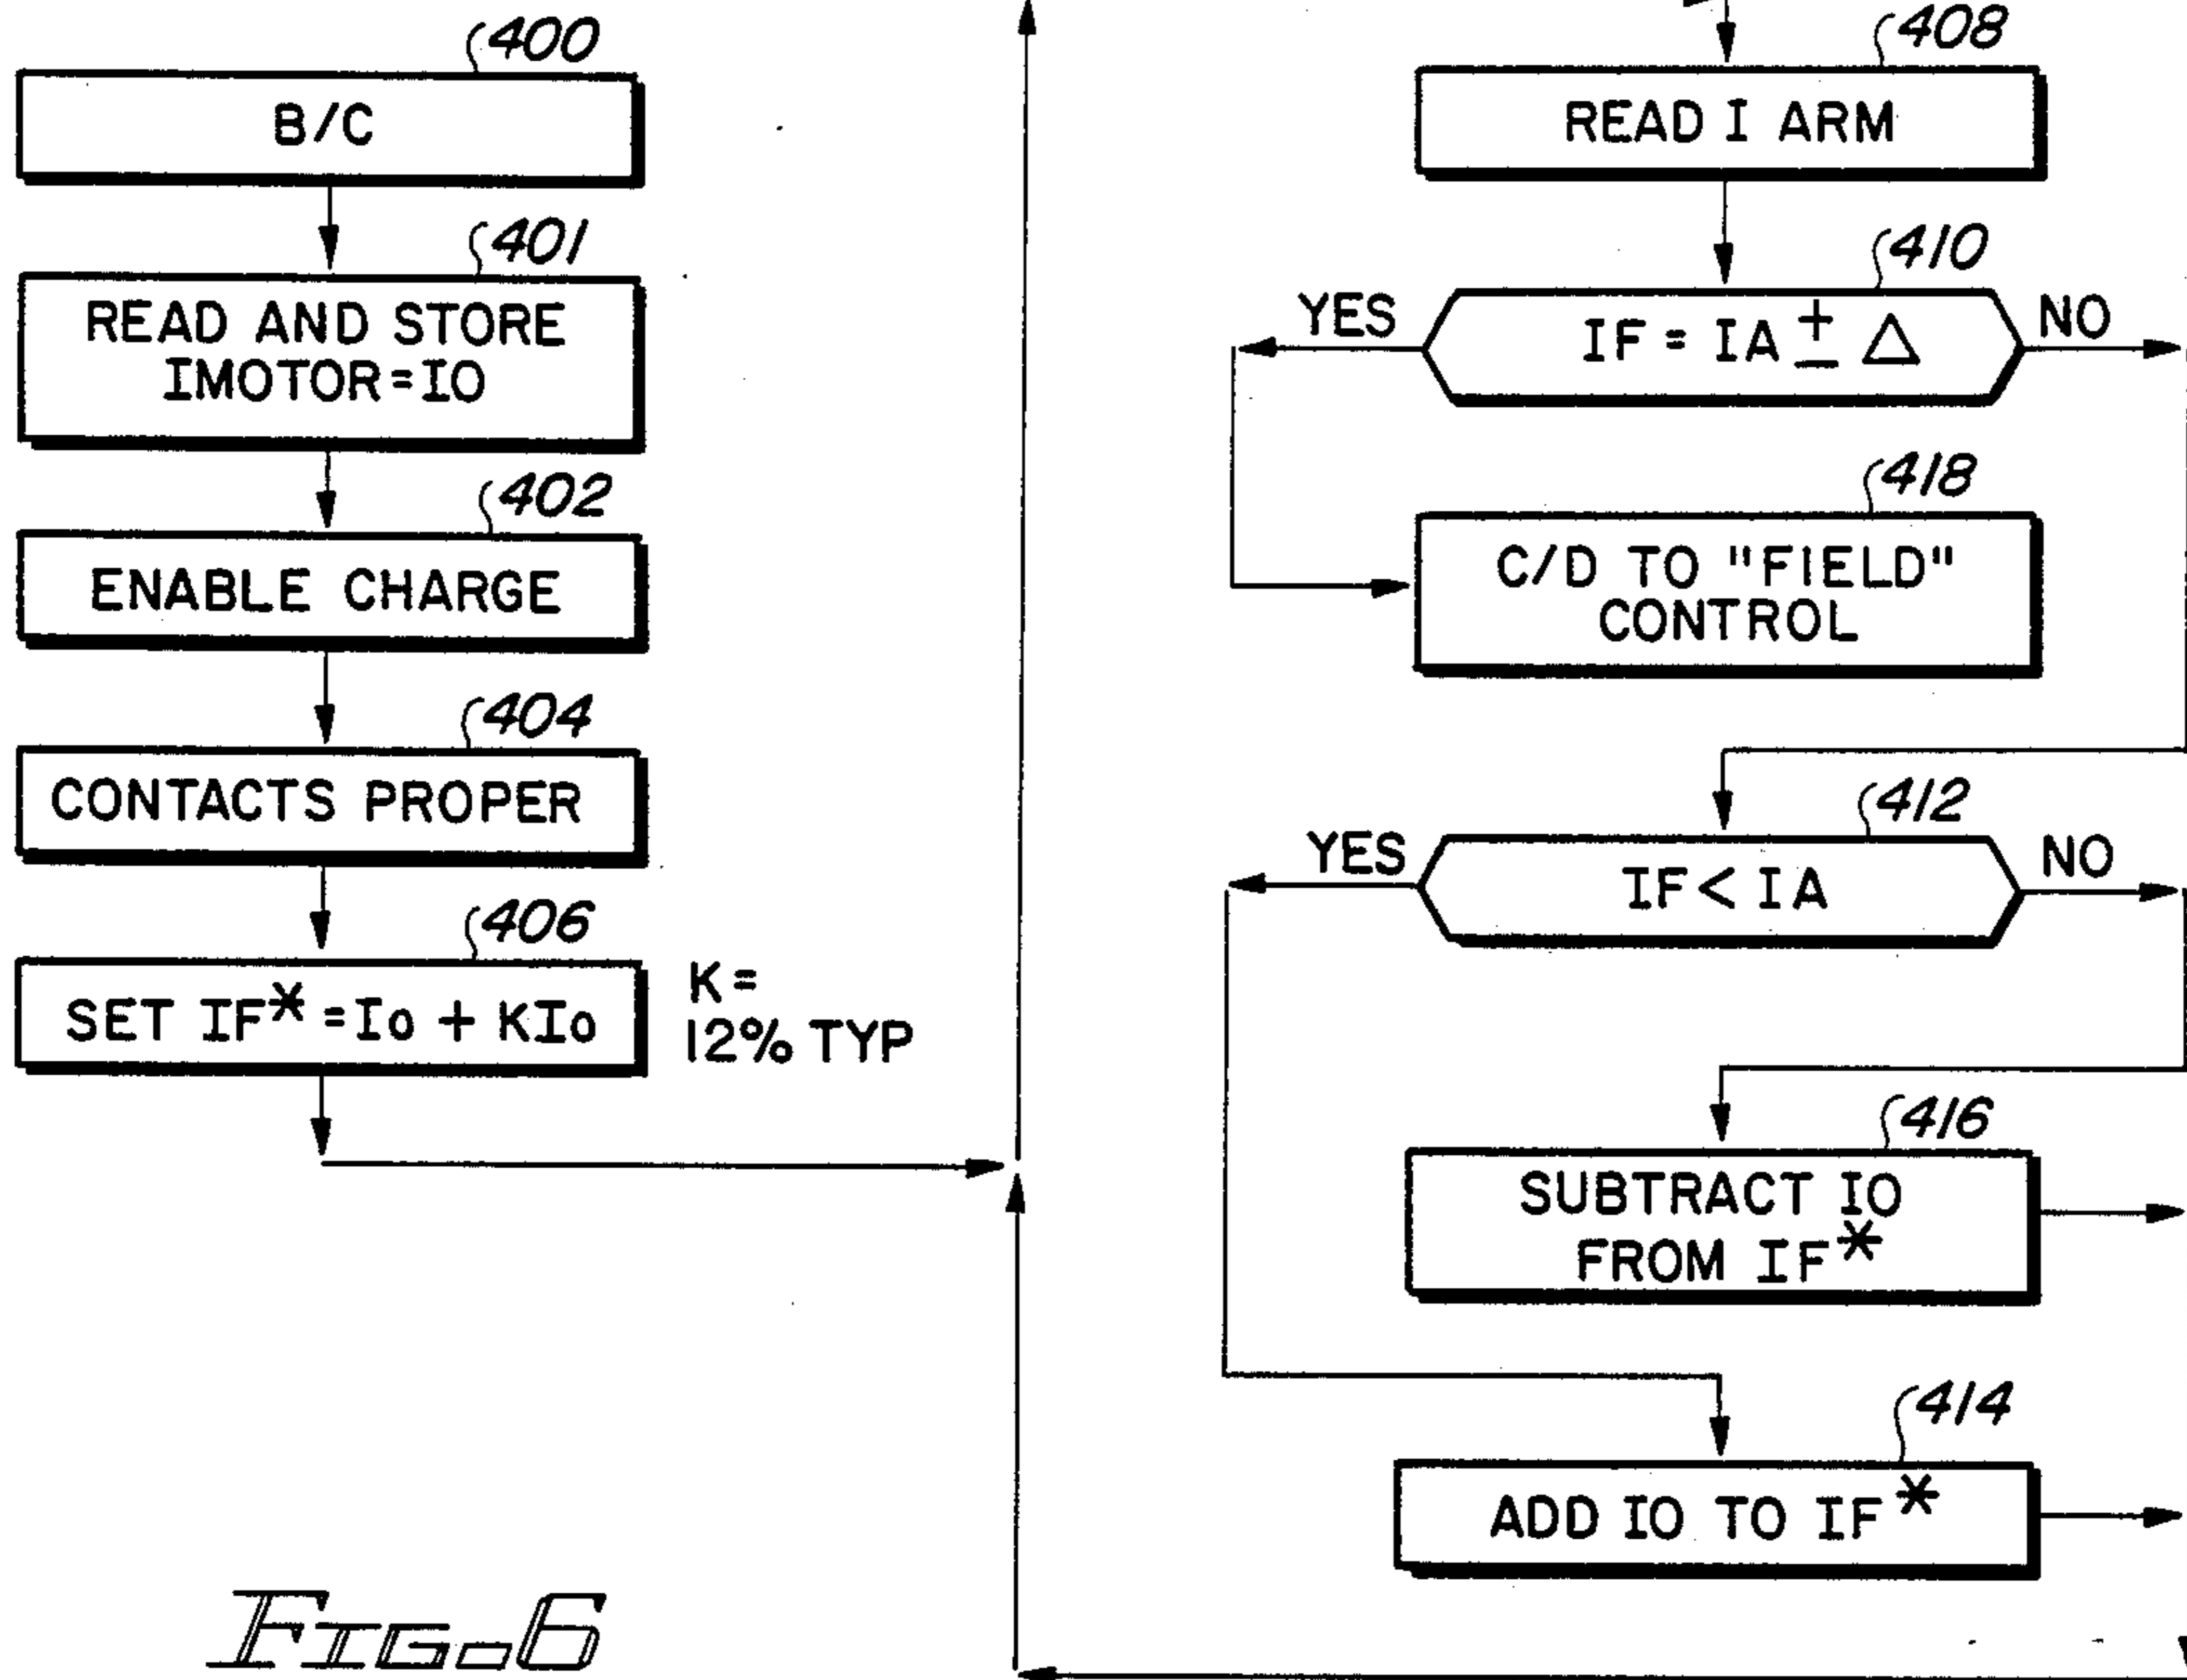 400
B/C
401
READ AND STORE
IMOTOR=IO
402
ENABLE CHARGE
404
CONTACTS PROPER
406
SET IF*=Io + KIo
K=
12% TYP
408
READ I ARM
410
YES
IF = IA ± △
NO
418
C/D TO "FIELD"
CONTROL
412
YES
IF < IA
NO
416
SUBTRACT IO
FROM IF*
414
ADD IO TO IF*
FIG.6